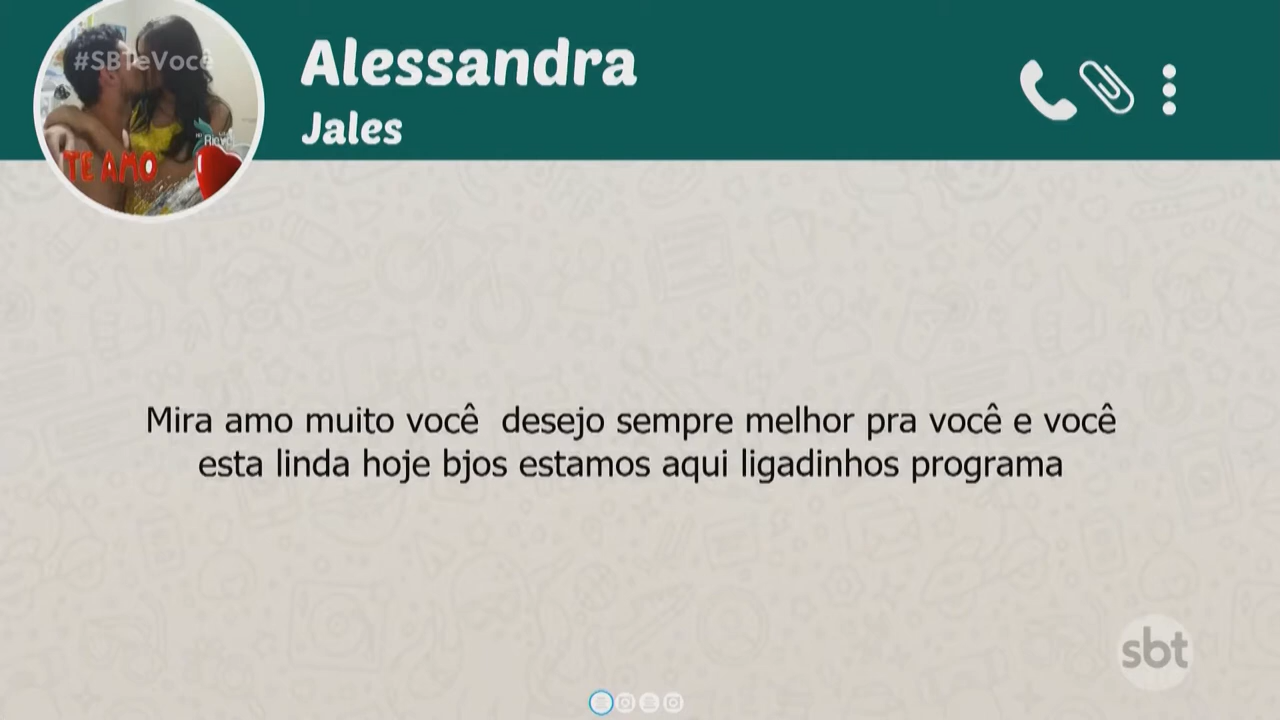 #SBTeVocê
Alessandra
Jales
TE AMO
Mira amo muito você  desejo sempre melhor pra você e você
esta linda hoje bjos estamos aqui ligadinhos programa
sbt